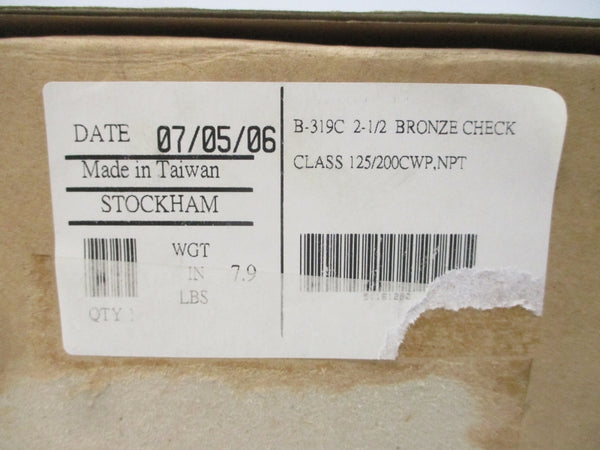 DATE 07/05/06
Made in Taiwan
STOCKHAM
WGT
IN 7.9
LBS
QTY 1
B-319C 2-1/2 BRONZE CHECK
CLASS 125/200CWP,NPT